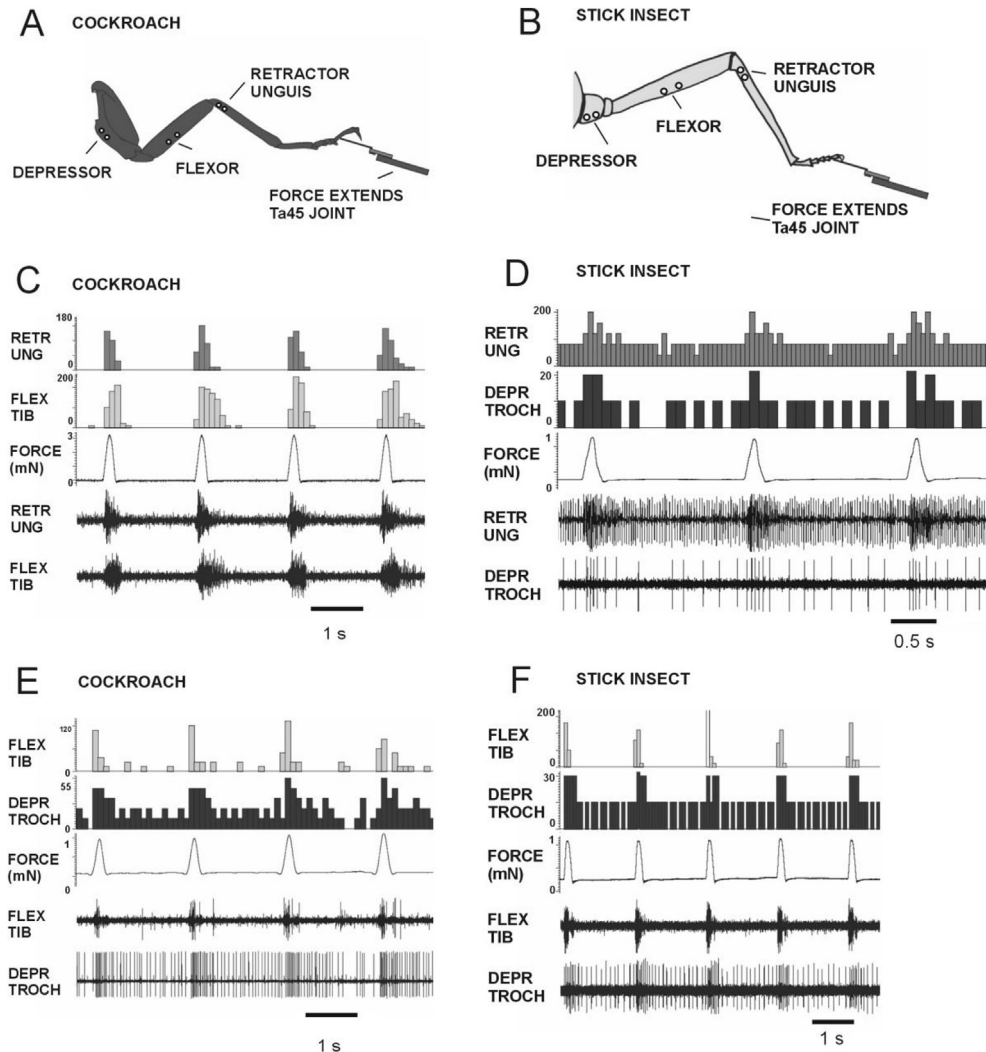 A COCKROACH
RETRACTOR
UNGUIS
DEPRESSOR
FLEXOR
FORCE EXTENDS
Ta45 JOINT
B STICK INSECT
RETRACTOR
UNGUIS
FLEXOR
DEPRESSOR
FORCE EXTENDS
Ta45 JOINT
C COCKROACH
180
RETR
UNG
0
200
FLEX
TIB
0
3
FORCE
(mN)
0
RETR
UNG
FLEX
TIB
1 s
D STICK INSECT
200
RETR
UNG
0
20
DEPR
TROCH
0
1
FORCE
(mN)
0
RETR
UNG
DEPR
TROCH
0.5 s
E COCKROACH
120
FLEX
TIB
0
55
DEPR
TROCH
0
1
FORCE
(mN)
0
FLEX
TIB
DEPR
TROCH
1 s
F STICK INSECT
200
FLEX
TIB
0
30
DEPR
TROCH
0
1
FORCE
(mN)
0
FLEX
TIB
DEPR
TROCH
1 s